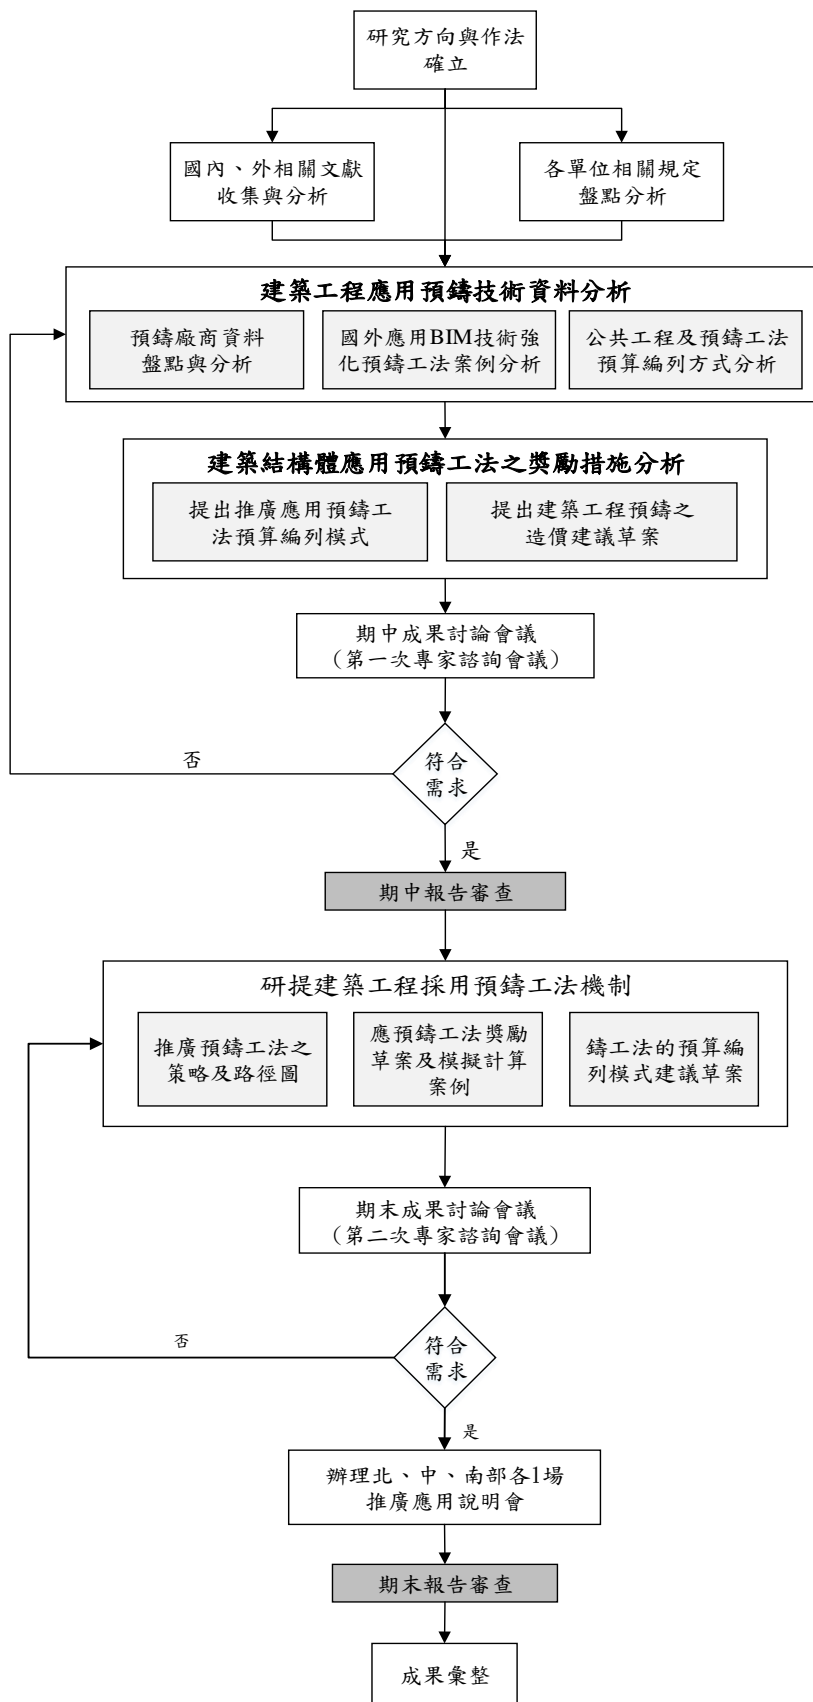 研究方向與作法
確立
國內、外相關文獻
收集與分析
各單位相關規定
盤點分析
建築工程應用預鑄技術資料分析
預鑄廠商資料
盤點與分析
國外應用BIM技術強
化預鑄工法案例分析
公共工程及預鑄工法
預算編列方式分析
建築結構體應用預鑄工法之獎勵措施分析
提出推廣應用預鑄工
法預算編列模式
提出建築工程預鑄之
造價建議草案
期中成果討論會議
（第一次專家諮詢會議）
符合
需求
否
是
期中報告審查
研提建築工程採用預鑄工法機制
推廣預鑄工法之
策略及路徑圖
應預鑄工法獎勵
草案及模擬計算
案例
鑄工法的預算編
列模式建議草案
期末成果討論會議
（第二次專家諮詢會議）
符合
需求
否
是
辦理北、中、南部各1場
推廣應用說明會
期末報告審查
成果彙整